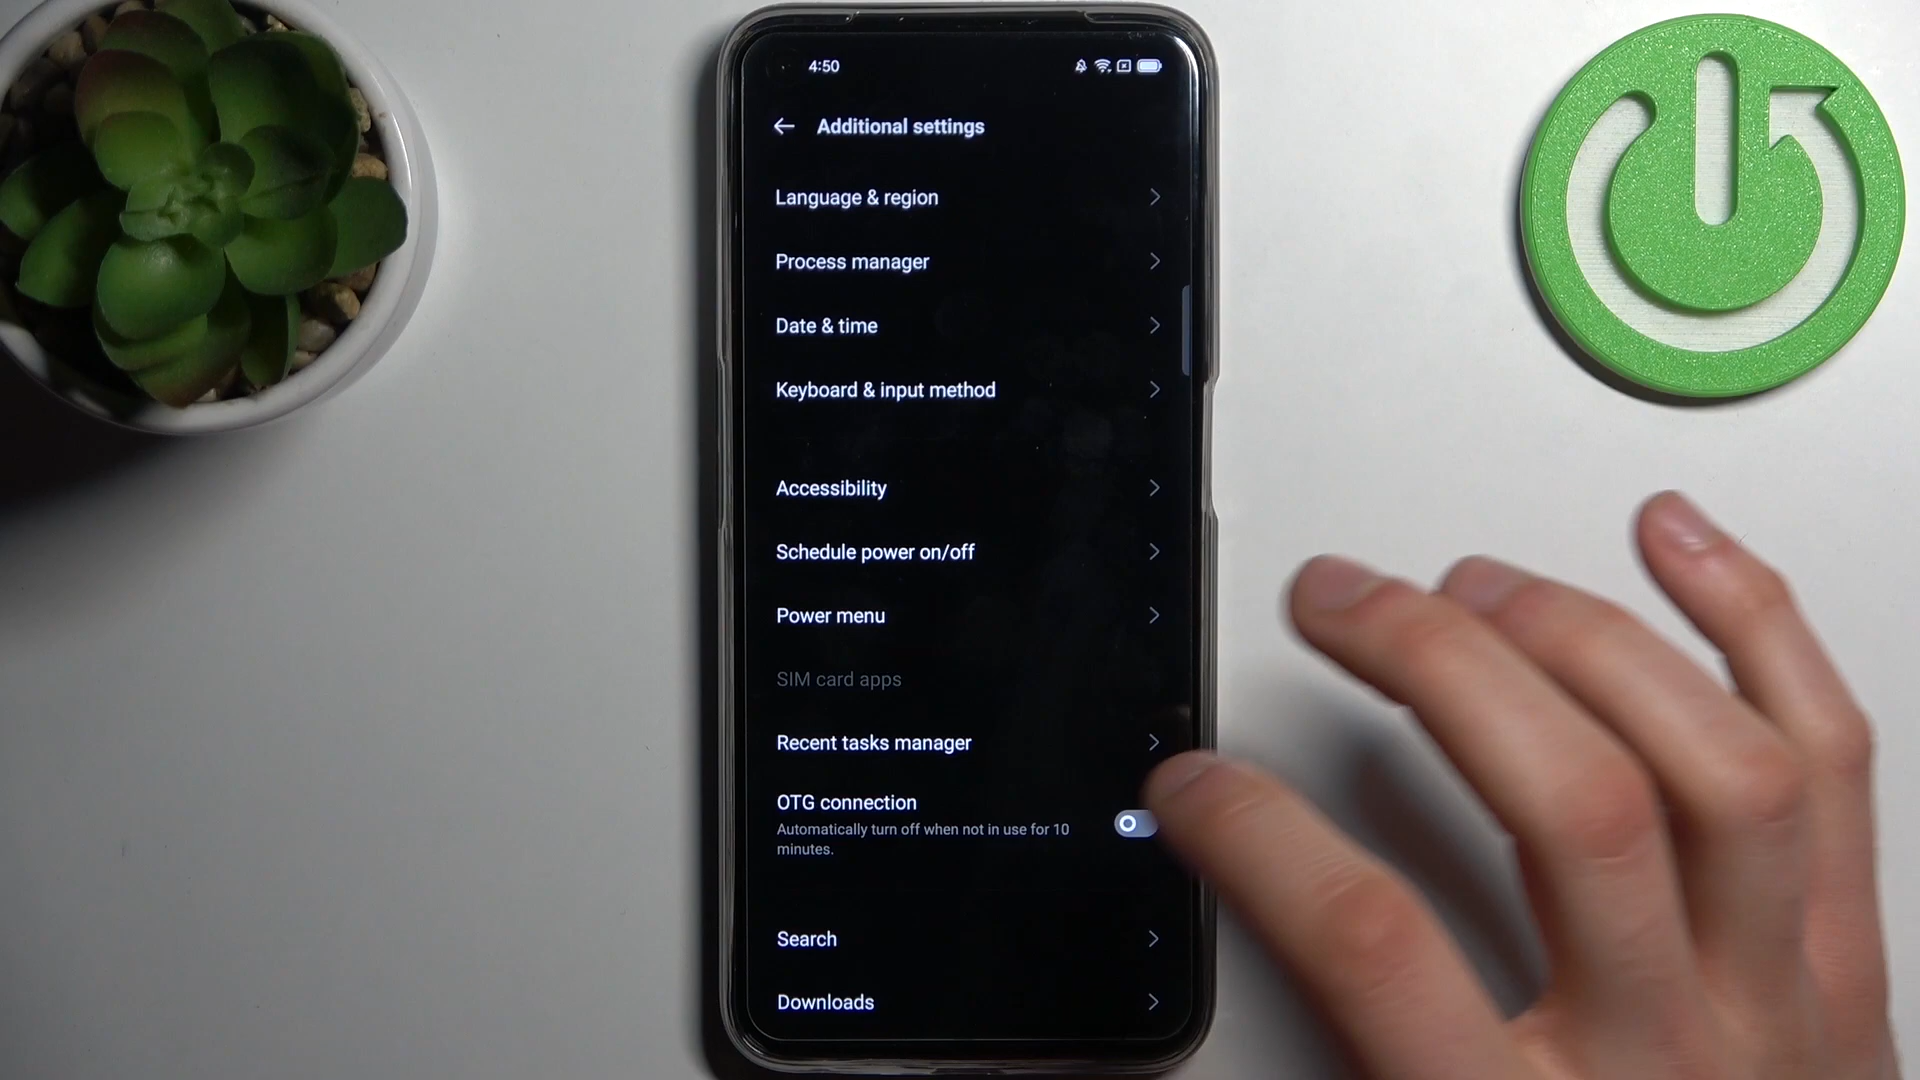 4:50
Additional settings
Language & region
Process manager
Date & time
Keyboard & input method
Accessibility
Schedule power on/off
Power menu
SIM card apps
Recent tasks manager
OTG connection
Automatically turn off when not in use for 10
minutes.
Search
Downloads